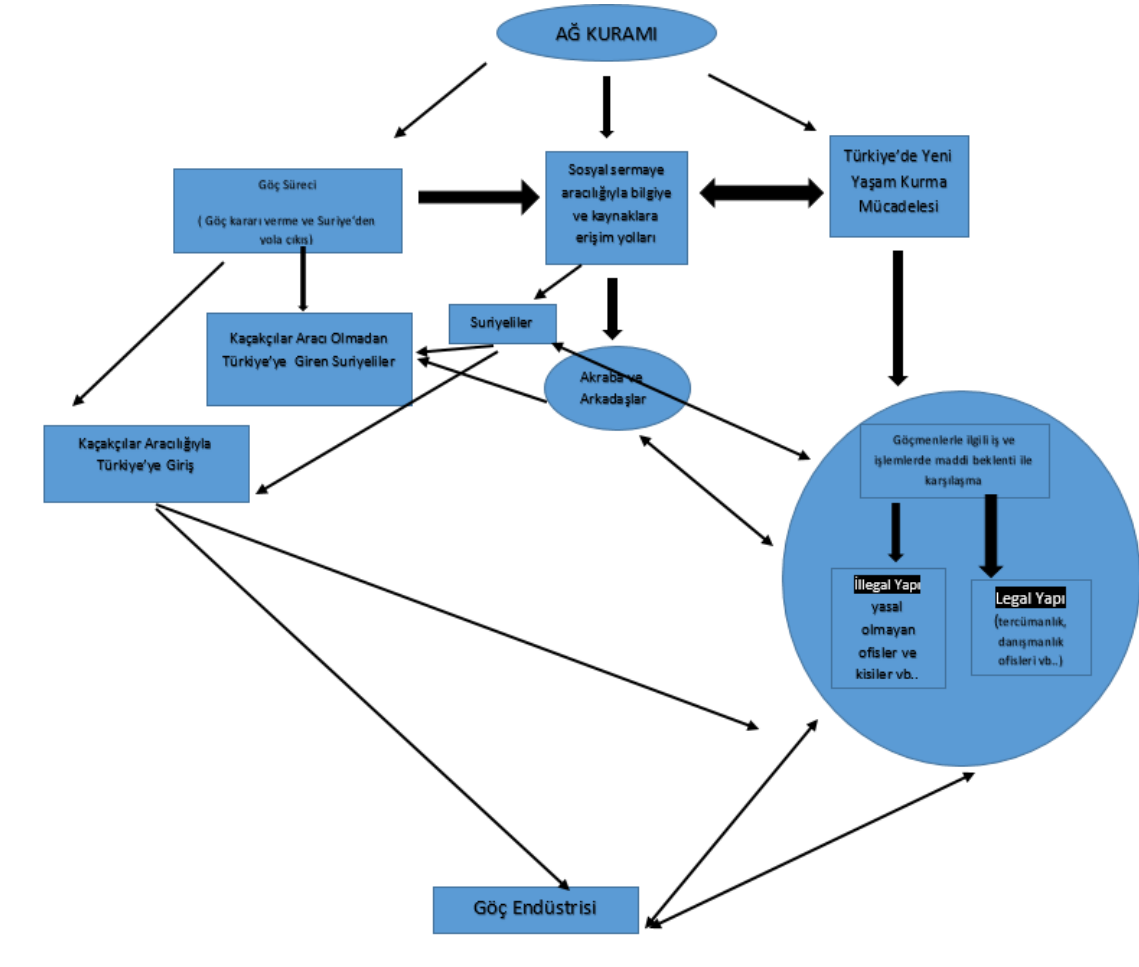 AĞ KURAMI
Göç Süreci
( Göç kararı verme ve Suriye'den
yola çıkış)
Sosyal sermaye
aracılığıyla bilgiye
ve kaynaklara
erişim yolları
Türkiye'de Yeni
Yaşam Kurma
Mücadelesi
Suriyeliler
Kaçakçılar Aracı Olmadan
Türkiye'ye Giren Suriyeliler
Akraba ve
Arkadaşlar
Kaçakçılar Aracılığıyla
Türkiye'ye Giriş
Göçmenlerle ilgili iş ve
işlemlerde maddi beklenti ile
karşılaşma
İllegal Yapı
yasal
olmayan
ofisler ve
kişiler vb..
Legal Yapı
(tercümanlık,
danışmanlık
ofisleri vb..)
Göç Endüstrisi